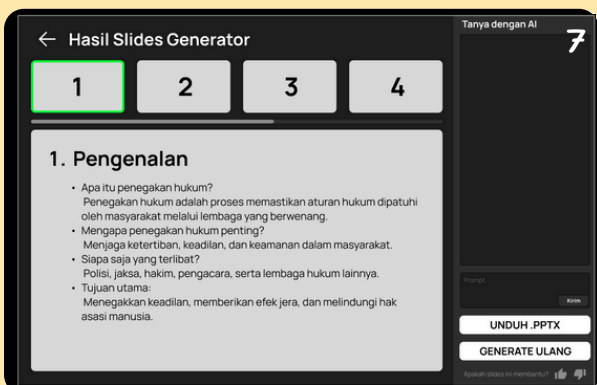 ← Hasil Slides Generator
Tanya dengan AI
7
1
2
3
4
1. Pengenalan
• Apa itu penegakan hukum?
Penegakan hukum adalah proses memastikan aturan hukum dipatuhi
oleh masyarakat melalui lembaga yang berwenang.
• Mengapa penegakan hukum penting?
Menjaga ketertiban, keadilan, dan keamanan dalam masyarakat.
• Siapa saja yang terlibat?
Polisi, jaksa, hakim, pengacara, serta lembaga hukum lainnya.
• Tujuan utama:
Menegakkan keadilan, memberikan efek jera, dan melindungi hak
asasi manusia.
Prompt
Kirim
UNDUH .PPTX
GENERATE ULANG
Apakah slides ini membantu?